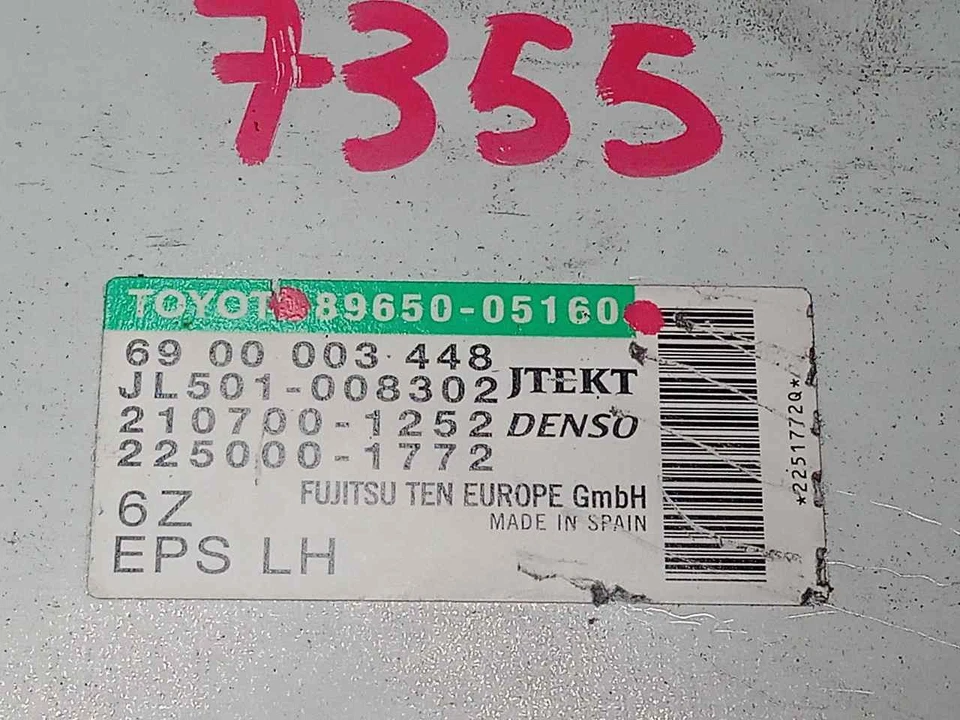 7355
TOYOTA 89650-05160
69 00 003 448
JL501-008302 JTEKT
210700-1252 DENSO
225000-1772
6Z FUJITSU TEN EUROPE GmbH
MADE IN SPAIN
EPS LH
*2251772Q*